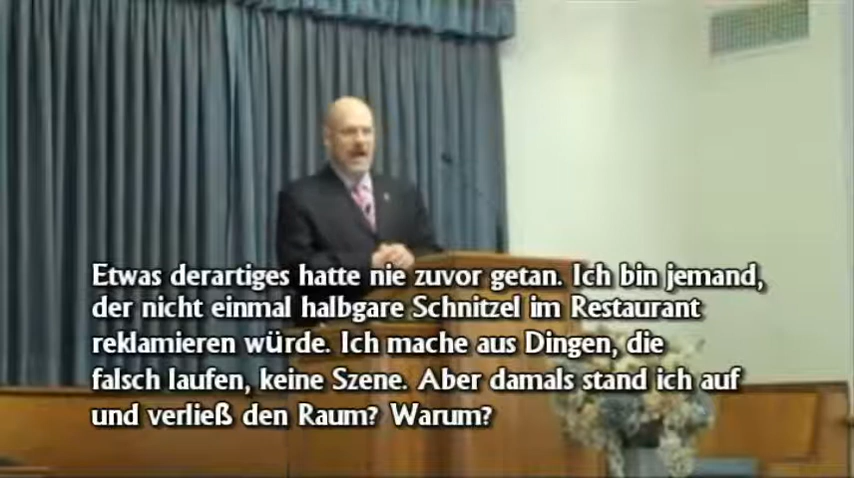 Etwas derartiges hatte nie zuvor getan. Ich bin jemand,
der nicht einmal halbgare Schnitzel im Restaurant
reklamieren würde. Ich mache aus Dingen, die
falsch laufen, keine Szene. Aber damals stand ich auf
und verließ den Raum? Warum?